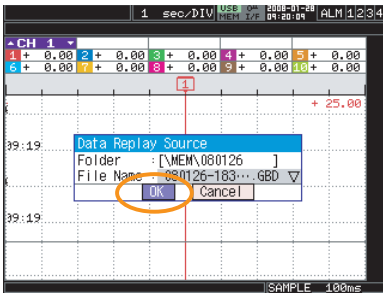 1 sec/DIV USB 0% 2008-01-28 ALM 1 2 3 4
MEM I/F 09:20:09
CH 1
1 + 0.00 2 + 0.00 3 + 0.00 4 + 0.00 5 + 0.00
6 + 0.00 7 + 0.00 8 + 0.00 9 + 0.00 10 + 0.00
1
+ 25.00
09:19
Data Replay Source
Folder :[\MEM\080126 ]
File Name : 080126-183….GBD
OK Cancel
09:19
SAMPLE 100ms